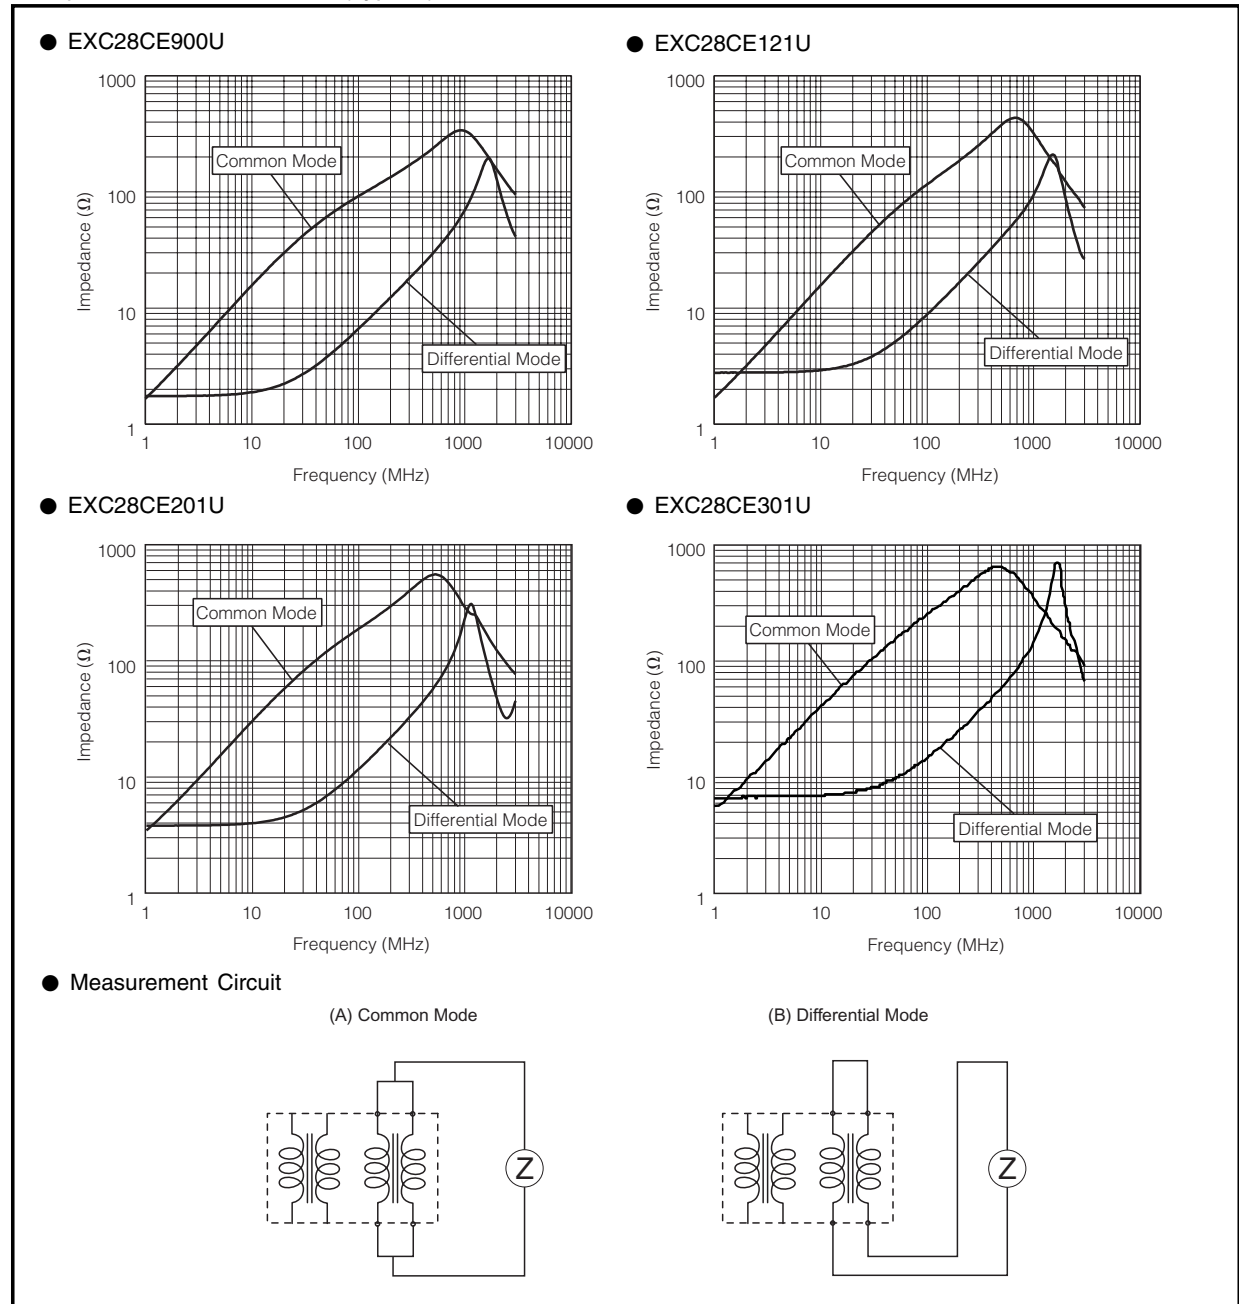 ● EXC28CE900U
1000
100
10
1
Impedance (Ω)
Common Mode
Differential Mode
1 10 100 1000 10000
Frequency (MHz)
● EXC28CE121U
1000
100
10
1
Impedance (Ω)
Common Mode
Differential Mode
1 10 100 1000 10000
Frequency (MHz)
● EXC28CE201U
1000
100
10
1
Impedance (Ω)
Common Mode
Differential Mode
1 10 100 1000 10000
Frequency (MHz)
● EXC28CE301U
1000
100
10
1
Impedance (Ω)
Common Mode
Differential Mode
1 10 100 1000 10000
Frequency (MHz)
● Measurement Circuit
(A) Common Mode
Z
(B) Differential Mode
Z